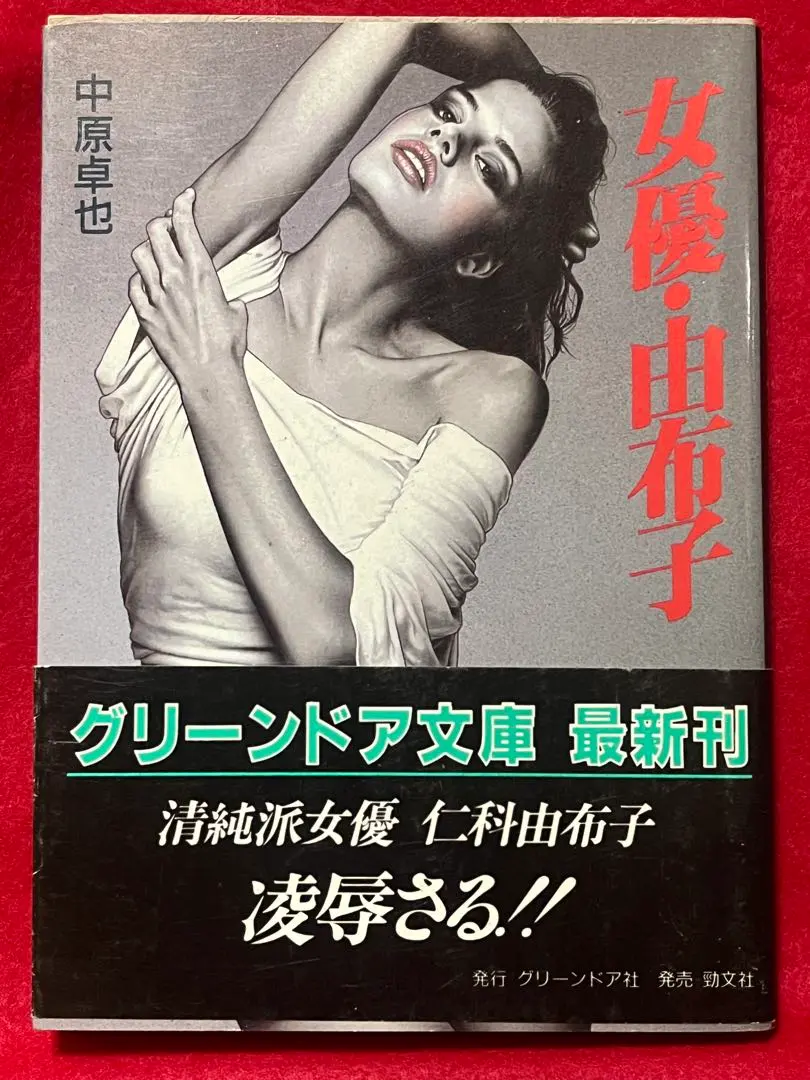 女優・由布子
中原卓也
グリーンドア文庫 最新刊
清純派女優 仁科由布子
凌辱さる!!
発行 グリーンドア社 発売 勁文社